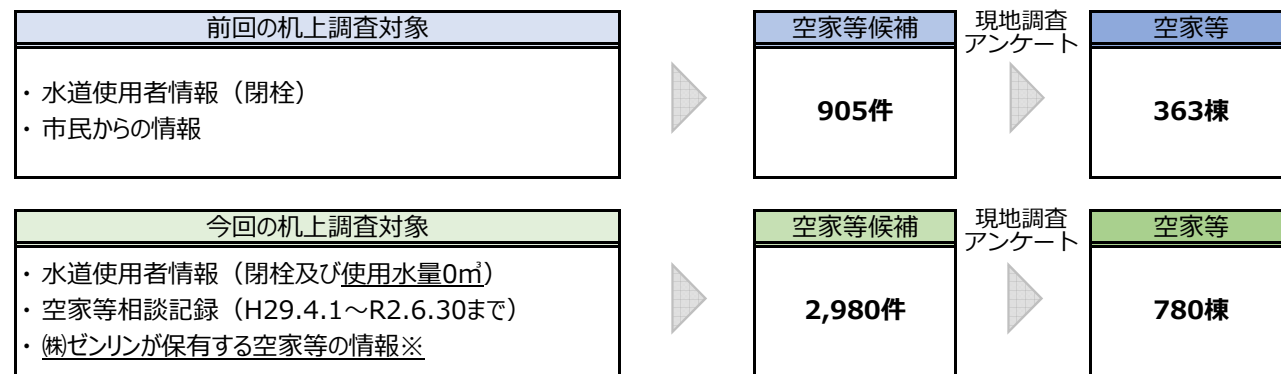 前回の机上調査対象
・ 水道使用者情報（閉栓）
・ 市民からの情報
空家等候補
905件
現地調査
アンケート
空家等
363棟
今回の机上調査対象
・ 水道使用者情報（閉栓及び使用水量0㎥）
・ 空家等相談記録（H29.4.1～R2.6.30まで）
・ ㈱ゼンリンが保有する空家等の情報※
空家等候補
2,980件
現地調査
アンケート
空家等
780棟